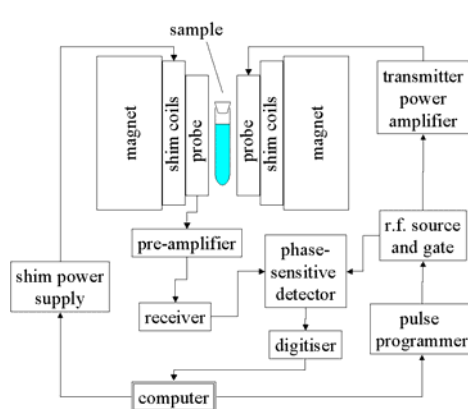 sample
magnet
shim coils
probe
probe
shim coils
magnet
transmitter
power
amplifier
pre-amplifier
phase-
sensitive
detector
r.f. source
and gate
shim power
supply
receiver
digitiser
pulse
programmer
computer